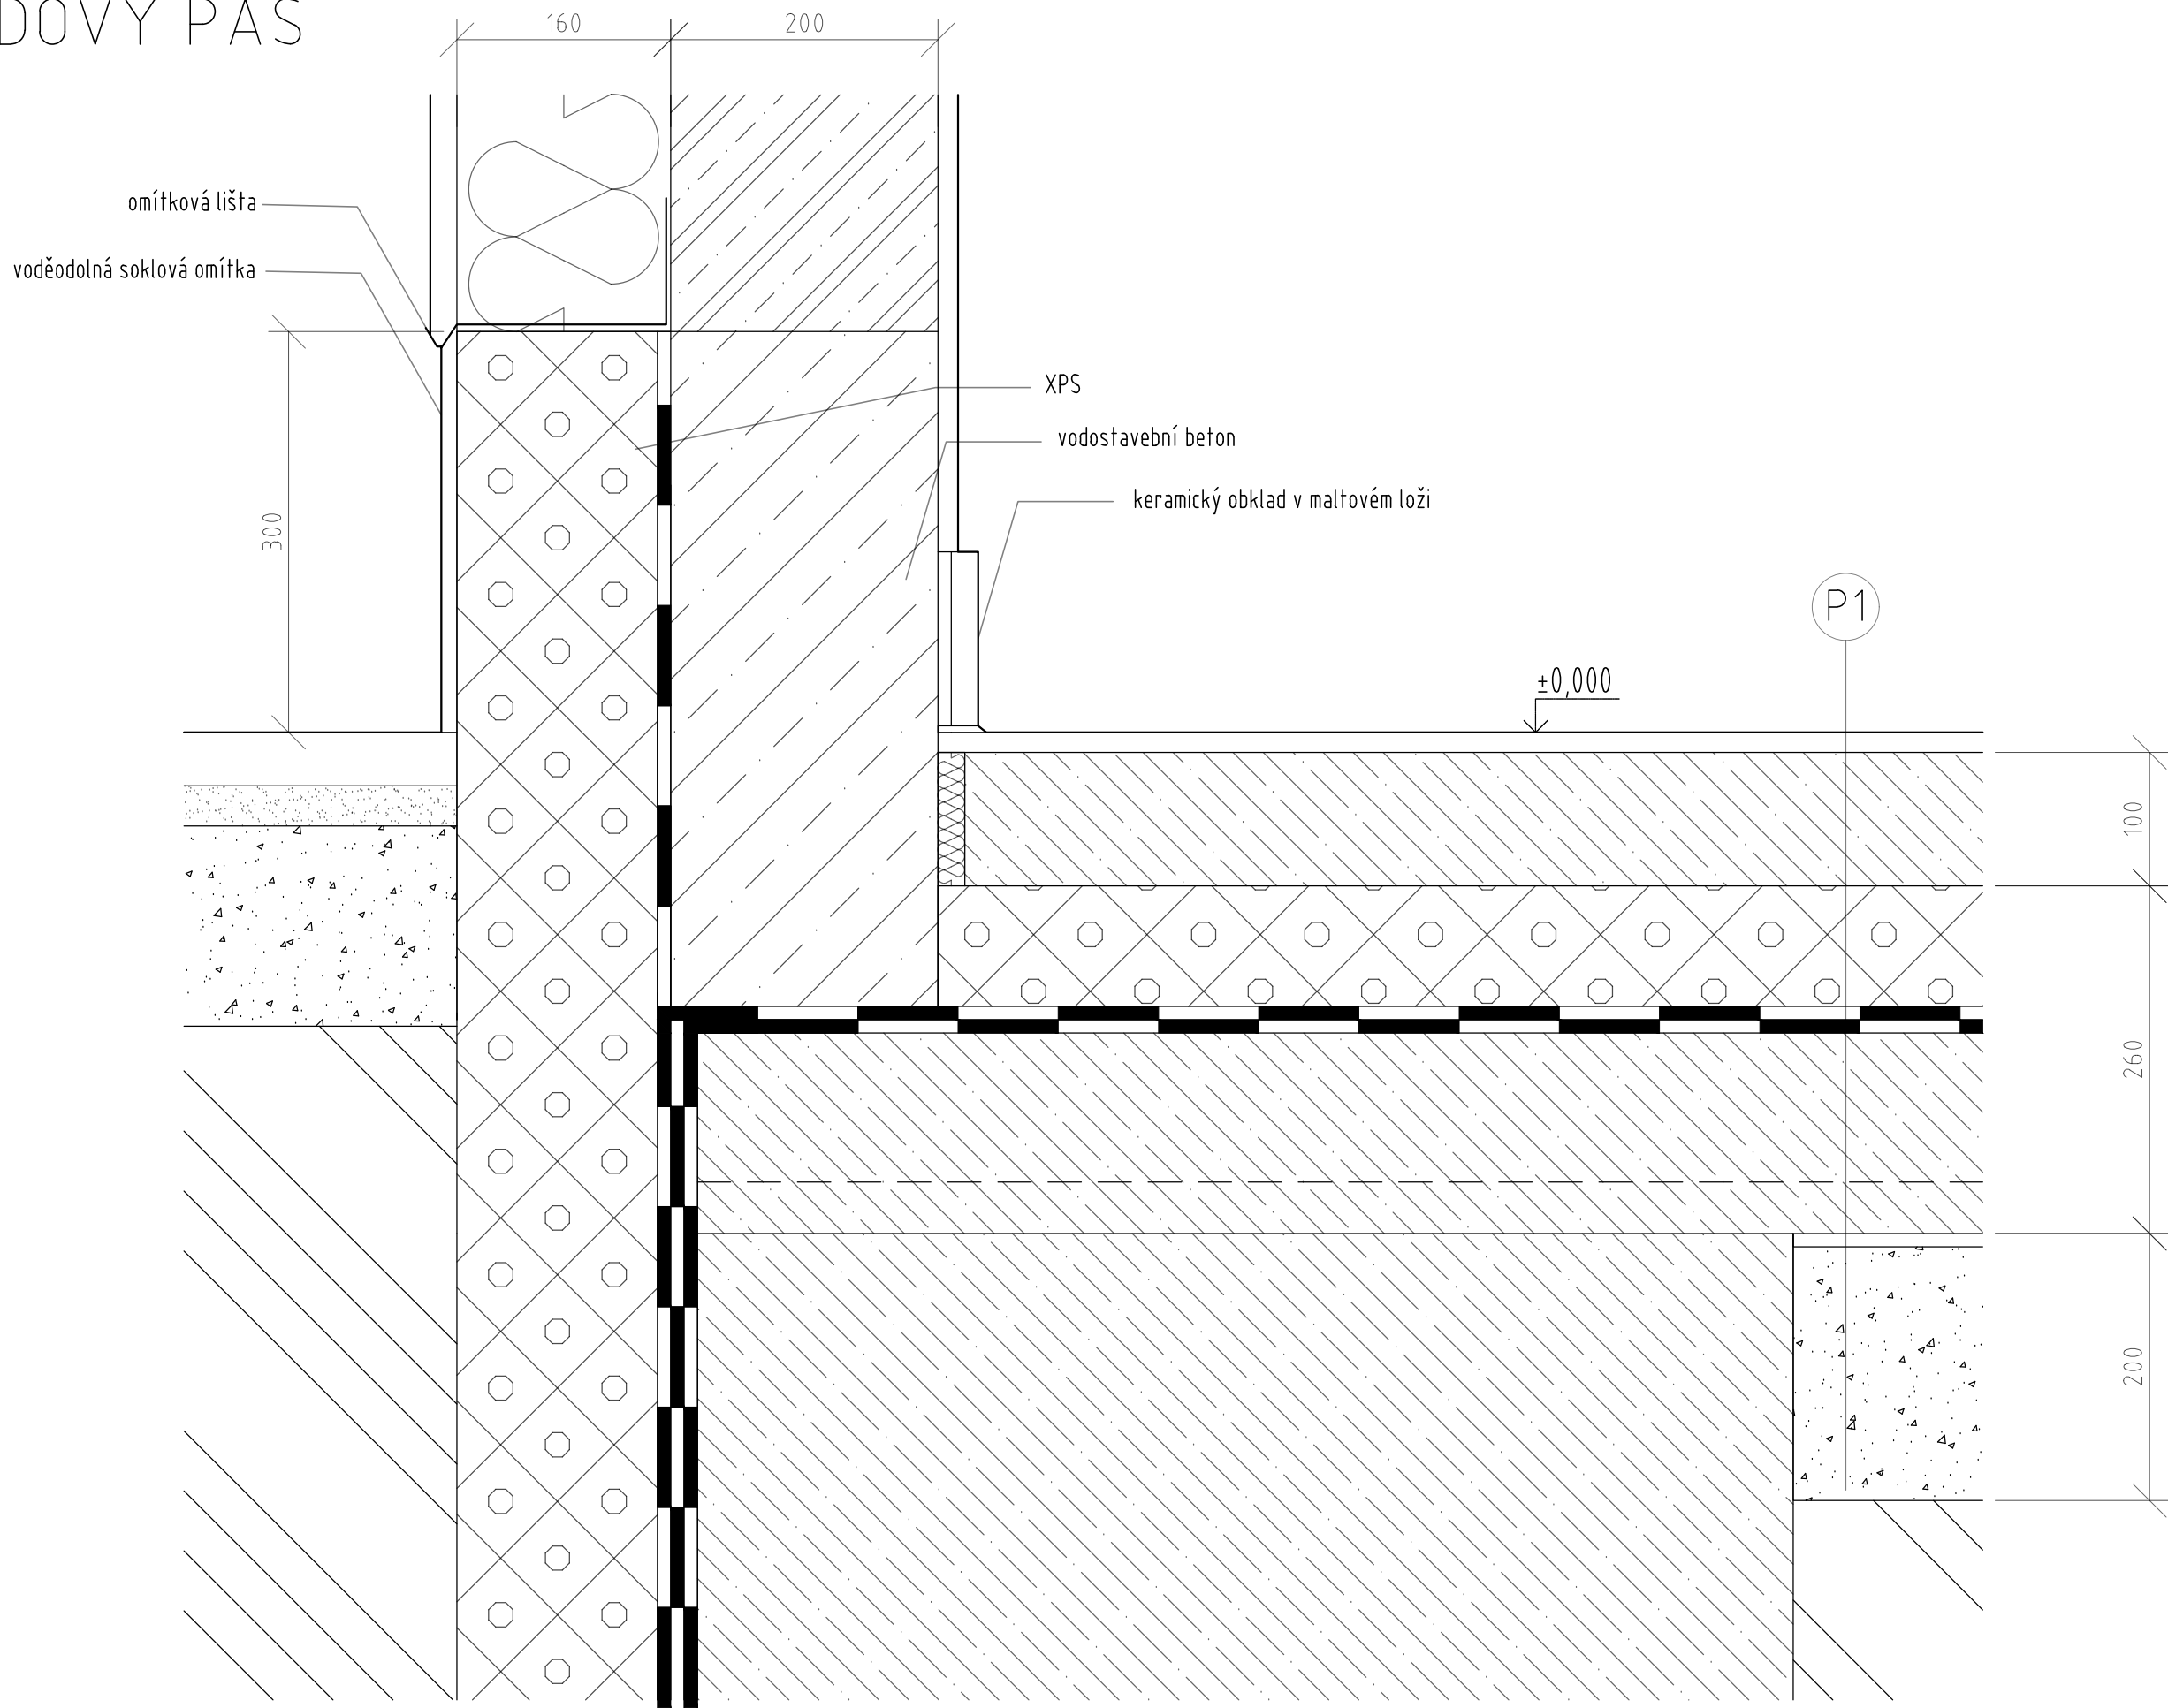 DOVÝ PAS
160
200
omítková lišta
voděodolná soklová omítka
XPS
vodostavební beton
keramický obklad v maltovém loži
300
P1
±0,000
100
260
200